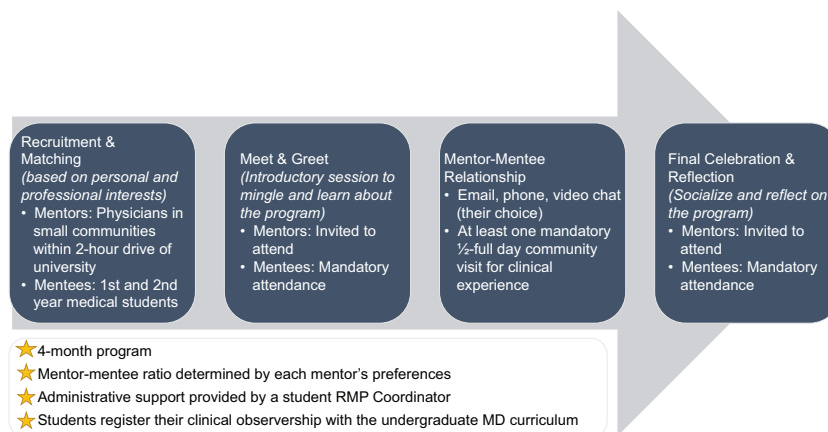 Recruitment &
Matching
(based on personal and
professional interests)
• Mentors: Physicians in
small communities
within 2-hour drive of
university
• Mentees: 1st and 2nd
year medical students
Meet & Greet
(Introductory session to
mingle and learn about
the program)
• Mentors: Invited to
attend
• Mentees: Mandatory
attendance
Mentor-Mentee
Relationship
• Email, phone, video chat
(their choice)
• At least one mandatory
½-full day community
visit for clinical
experience
Final Celebration &
Reflection
(Socialize and reflect on
the program)
• Mentors: Invited to
attend
• Mentees: Mandatory
attendance
4-month program
Mentor-mentee ratio determined by each mentor's preferences
Administrative support provided by a student RMP Coordinator
Students register their clinical observership with the undergraduate MD curriculum